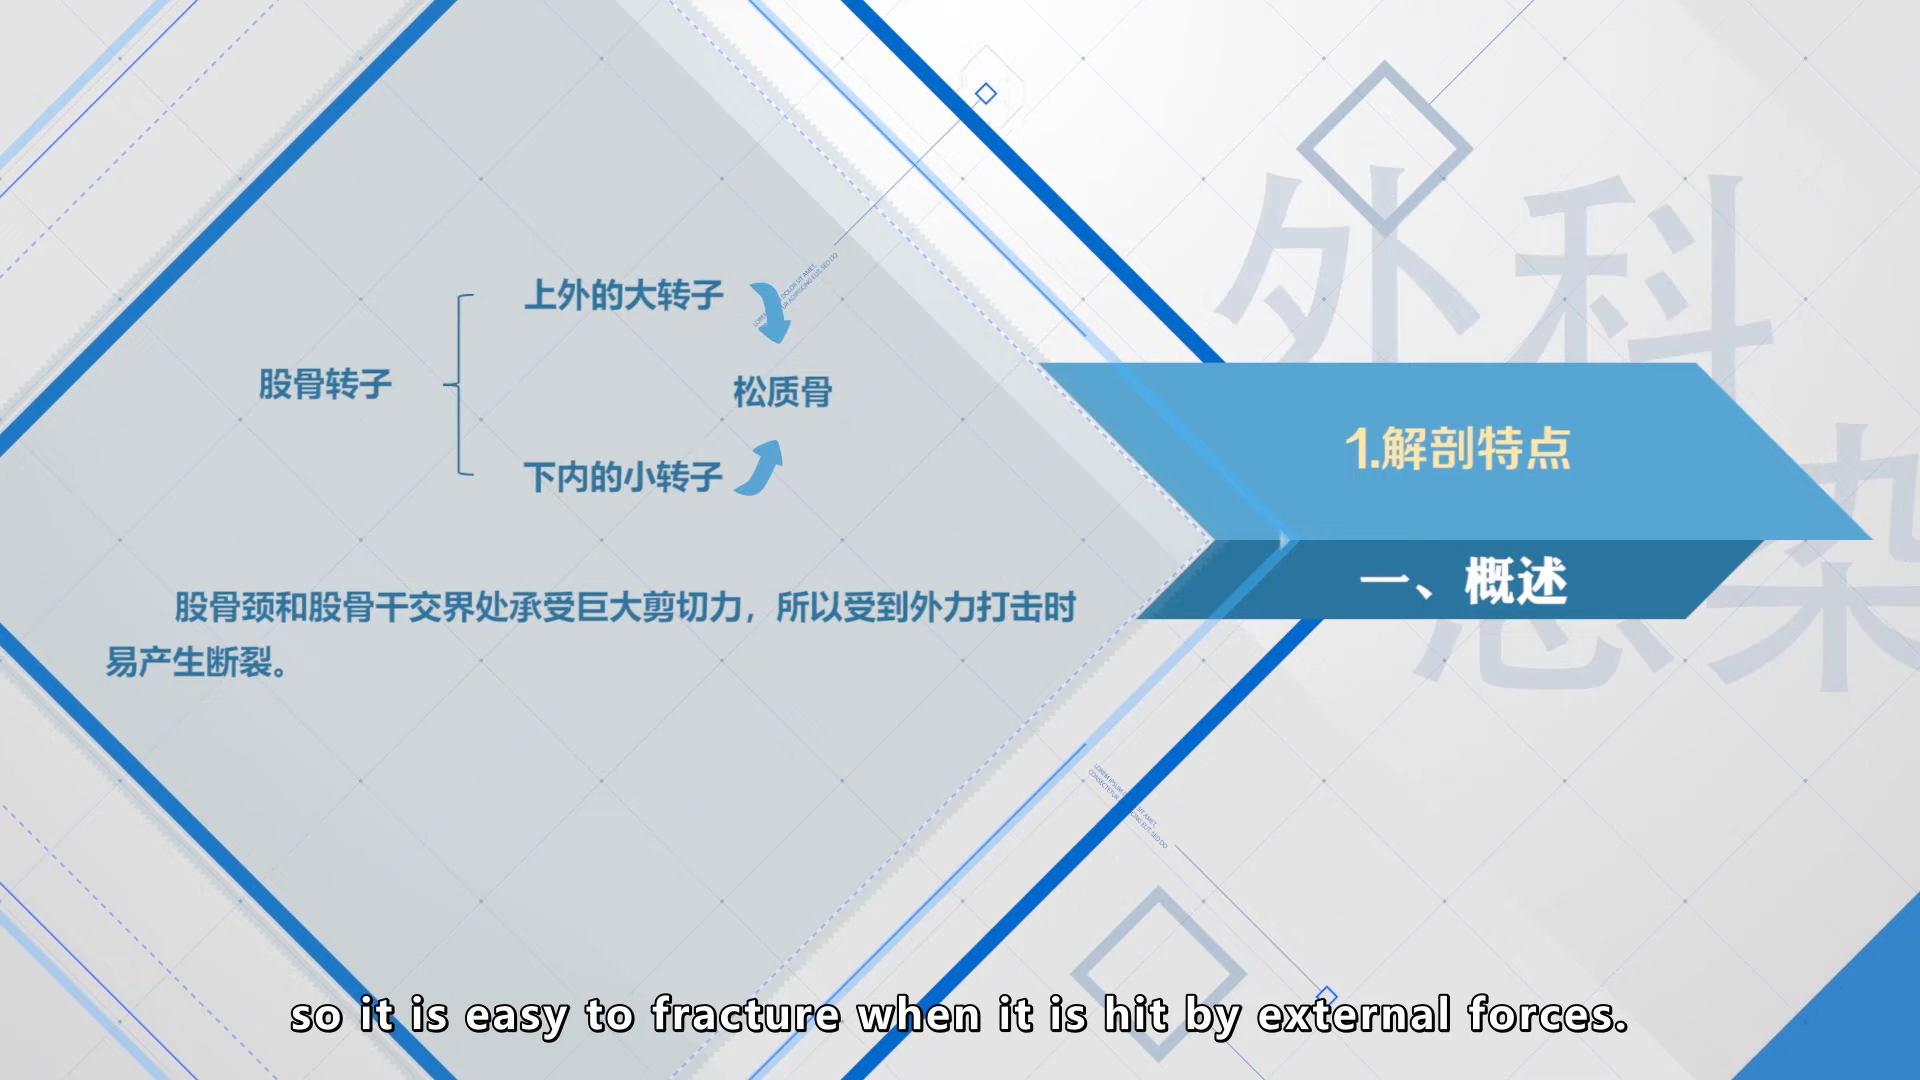 外科
感染
上外的大转子
股骨转子
松质骨
下内的小转子
1.解剖特点
一、概述
股骨颈和股骨干交界处承受巨大剪切力，所以受到外力打击时
易产生断裂。
so it is easy to fracture when it is hit by external forces.